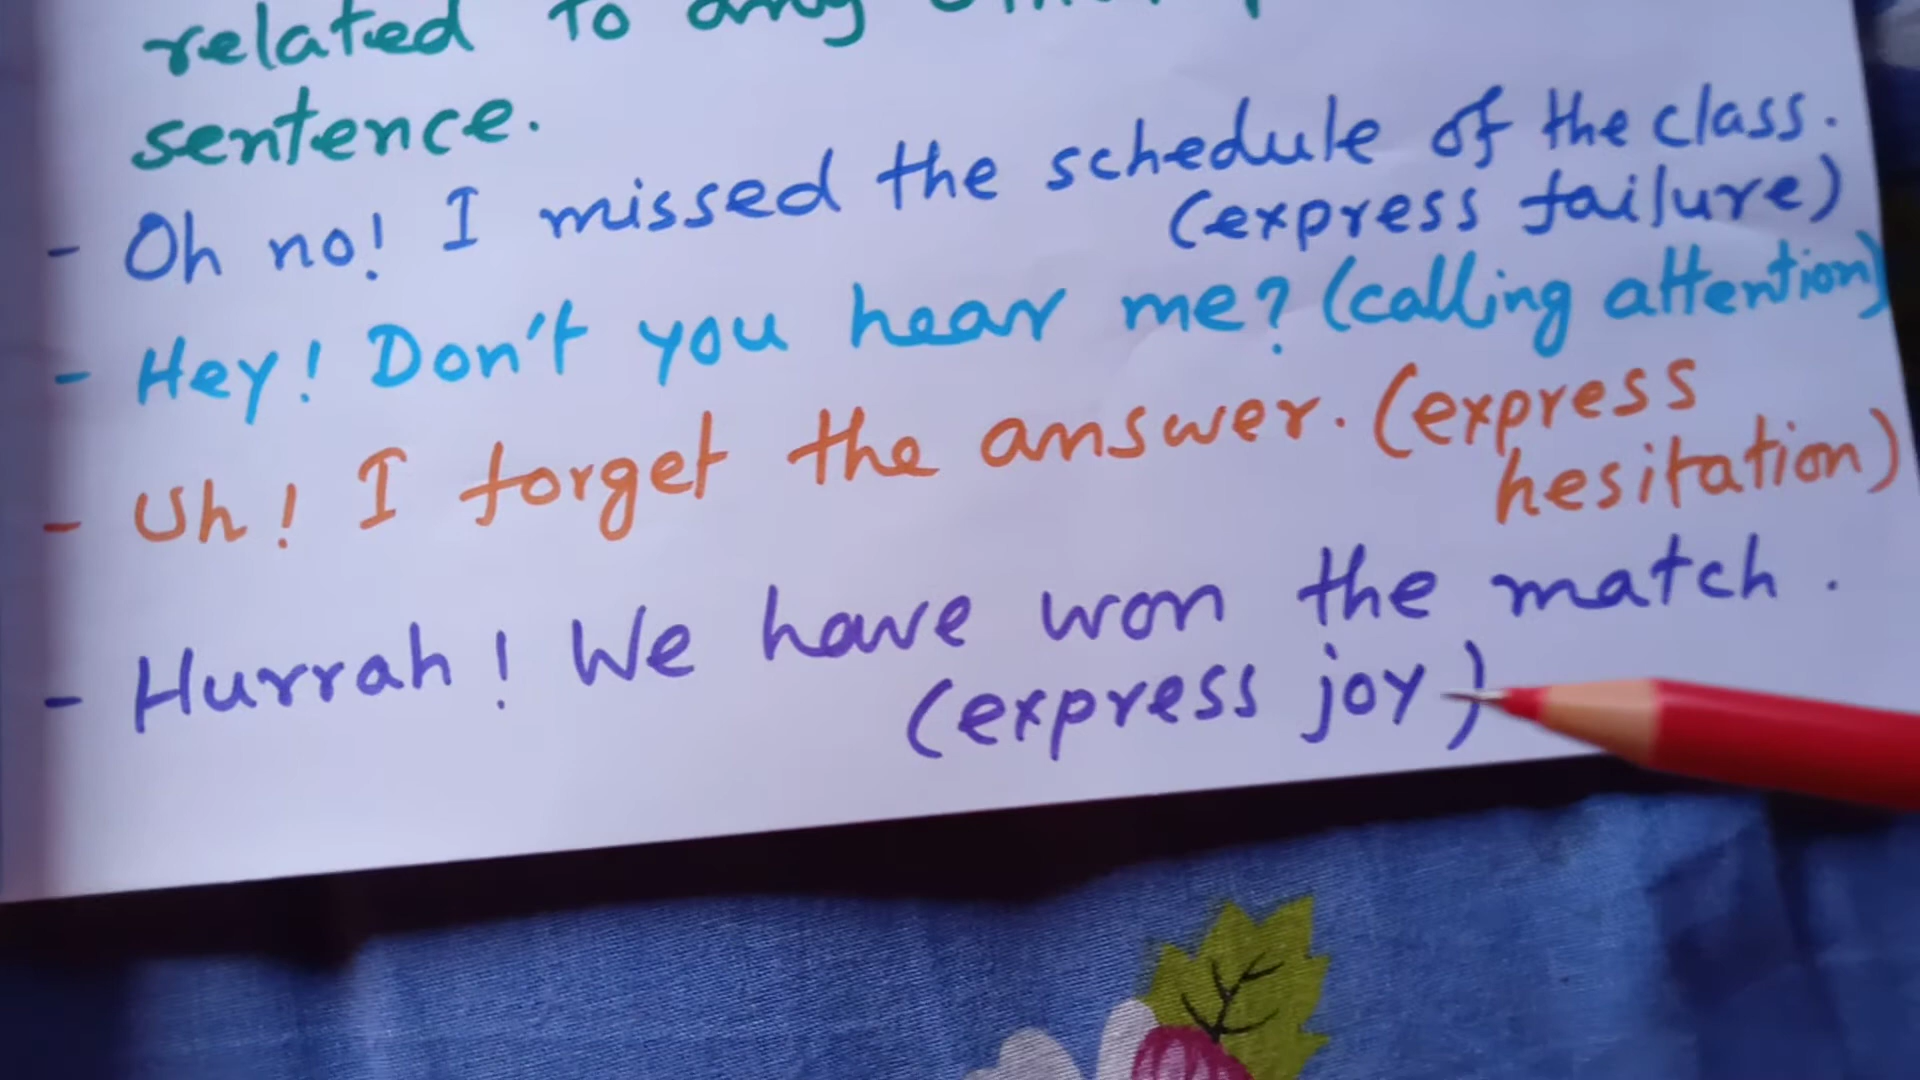 related to any
sentence.
- Oh no! I missed the schedule of the class.
(express failure)
- Hey! Don't you hear me? (calling attention)
- Uh! I forget the answer. (express
hesitation)
- Hurrah! We have won the match.
(express joy)